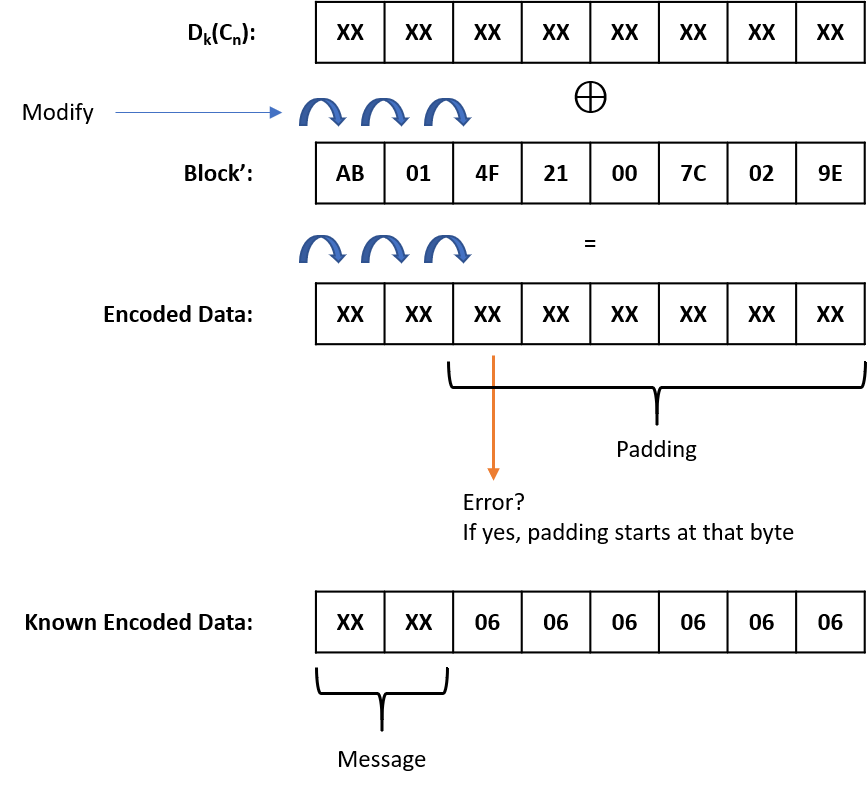 Dk(Cn): XX XX XX XX XX XX XX XX
⊕
Modify
Block’: AB 01 4F 21 00 7C 02 9E
=
Encoded Data: XX XX XX XX XX XX XX XX
Padding
Error?
If yes, padding starts at that byte
Known Encoded Data: XX XX 06 06 06 06 06 06
Message